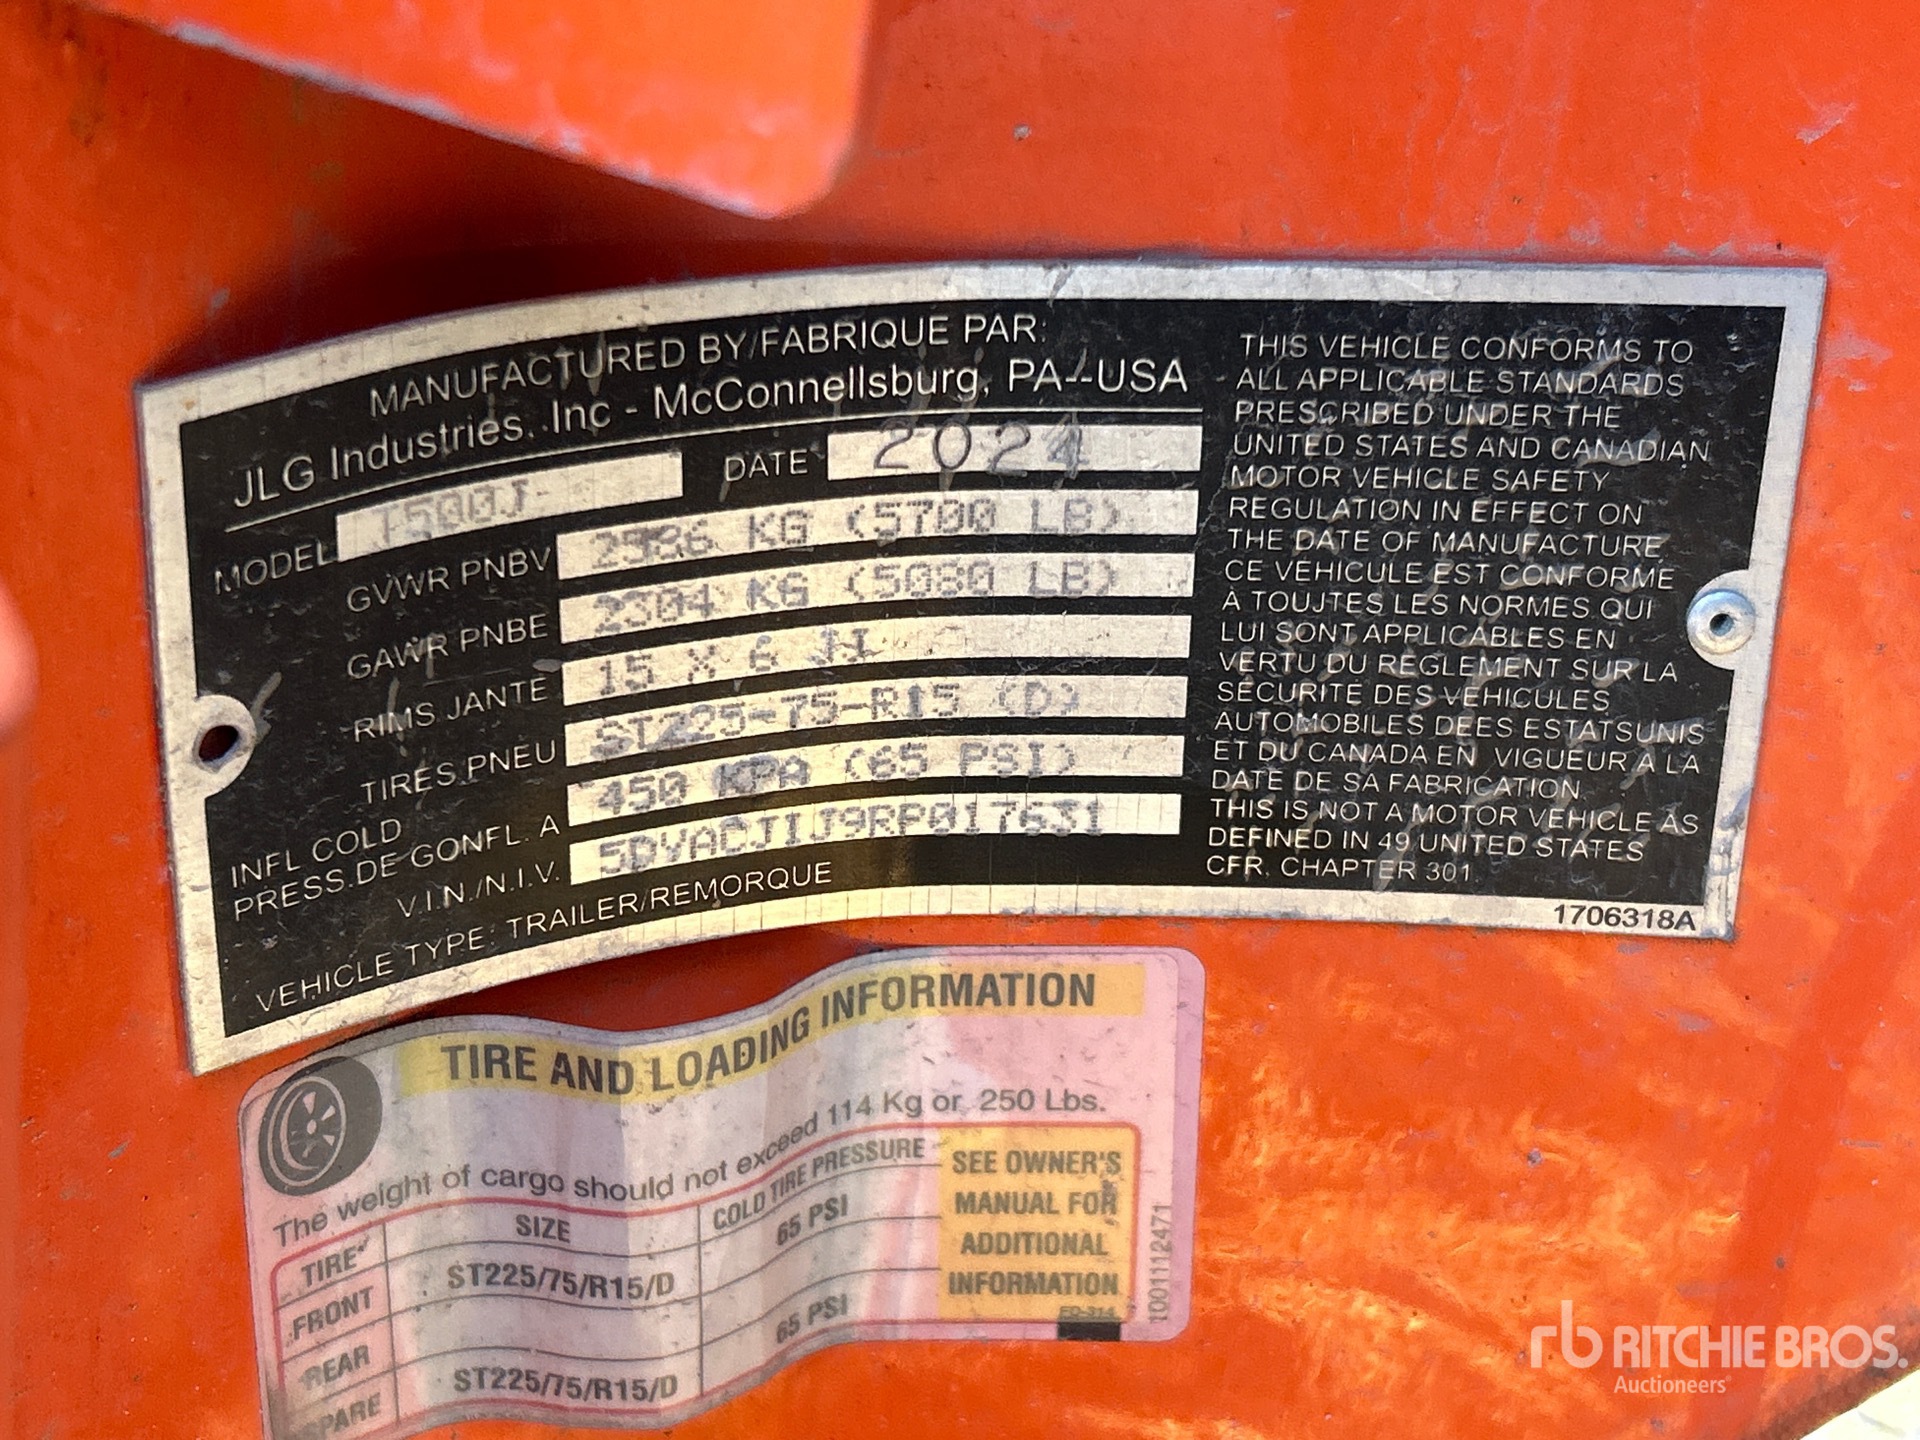 MANUFACTURED BY/FABRIQUE PAR:
JLG Industries, Inc - McConnellsburg, PA--USA
MODEL T500J DATE 2024
GVWR PNBV 2586 KG (5700 LB)
GAWR PNBE 2304 KG (5080 LB)
RIMS JANTE 15 X 6 JJ
TIRES PNEU ST225-75-R15 (D)
INFL COLD
PRESS.DE GONFL. A 450 KPA (65 PSI)
V.I.N./N.I.V.
VEHICLE TYPE: TRAILER/REMORQUE
THIS VEHICLE CONFORMS TO
ALL APPLICABLE STANDARDS
PRESCRIBED UNDER THE
UNITED STATES AND CANADIAN
MOTOR VEHICLE SAFETY
REGULATION IN EFFECT ON
THE DATE OF MANUFACTURE
CE VEHICULE EST CONFORME
A TOUJTES LES NORMES QUI
LUI SONT APPLICABLES EN
VERTU DU REGLEMENT SUR LA
SECURITE DES VEHICULES
AUTOMOBILES DEES ESTATSUNIS
ET DU CANADA EN VIGUEUR A LA
DATE DE SA FABRICATION.
THIS IS NOT A MOTOR VEHICLE AS
DEFINED IN 49 UNITED STATES
CFR. CHAPTER 301.
1706318A
TIRE AND LOADING INFORMATION
The weight of cargo should not exceed 114 Kg or 250 Lbs.
TIRE SIZE COLD TIRE PRESSURE
FRONT ST225/75/R15/D 65 PSI
REAR
SPARE ST225/75/R15/D 65 PSI
SEE OWNER'S
MANUAL FOR
ADDITIONAL
INFORMATION
ED-314
1001112471
rb RITCHIE BROS.
Auctioneers